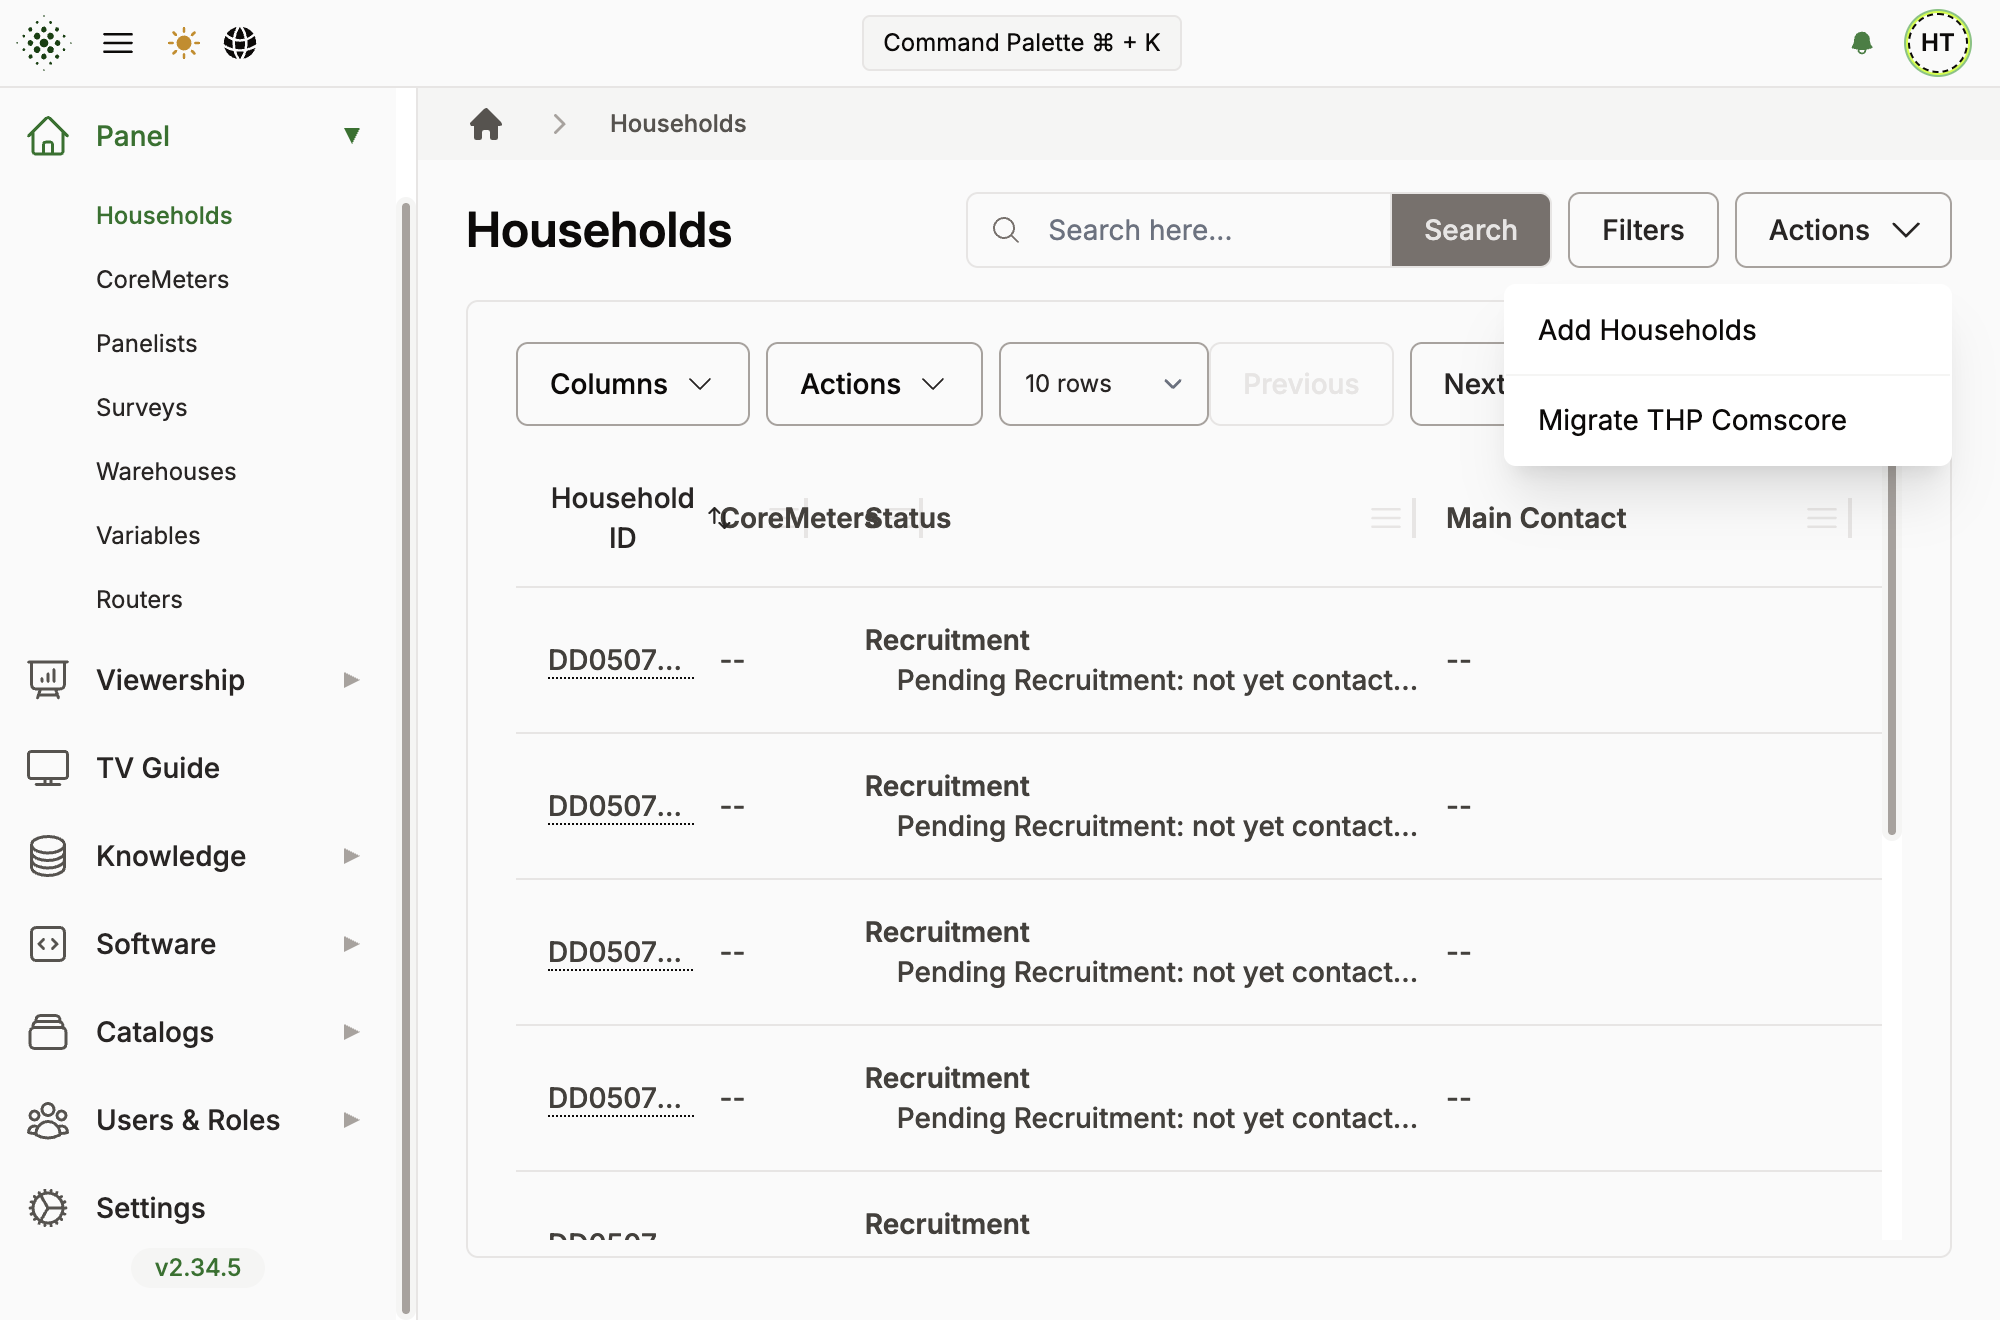 Command Palette ⌘ + K
HT
Panel
Households
CoreMeters
Panelists
Surveys
Warehouses
Variables
Routers
Viewership
TV Guide
Knowledge
Software
Catalogs
Users & Roles
Settings
v2.34.5
Households
Households
Search here...
Search
Filters
Actions
Add Households
Migrate THP Comscore
Columns
Actions
10 rows
Previous
Next
Household
ID
CoreMeters
Status
Main Contact
DD0507...
--
Recruitment
Pending Recruitment: not yet contact...
--
DD0507...
--
Recruitment
Pending Recruitment: not yet contact...
--
DD0507...
--
Recruitment
Pending Recruitment: not yet contact...
--
DD0507...
--
Recruitment
Pending Recruitment: not yet contact...
--
Recruitment